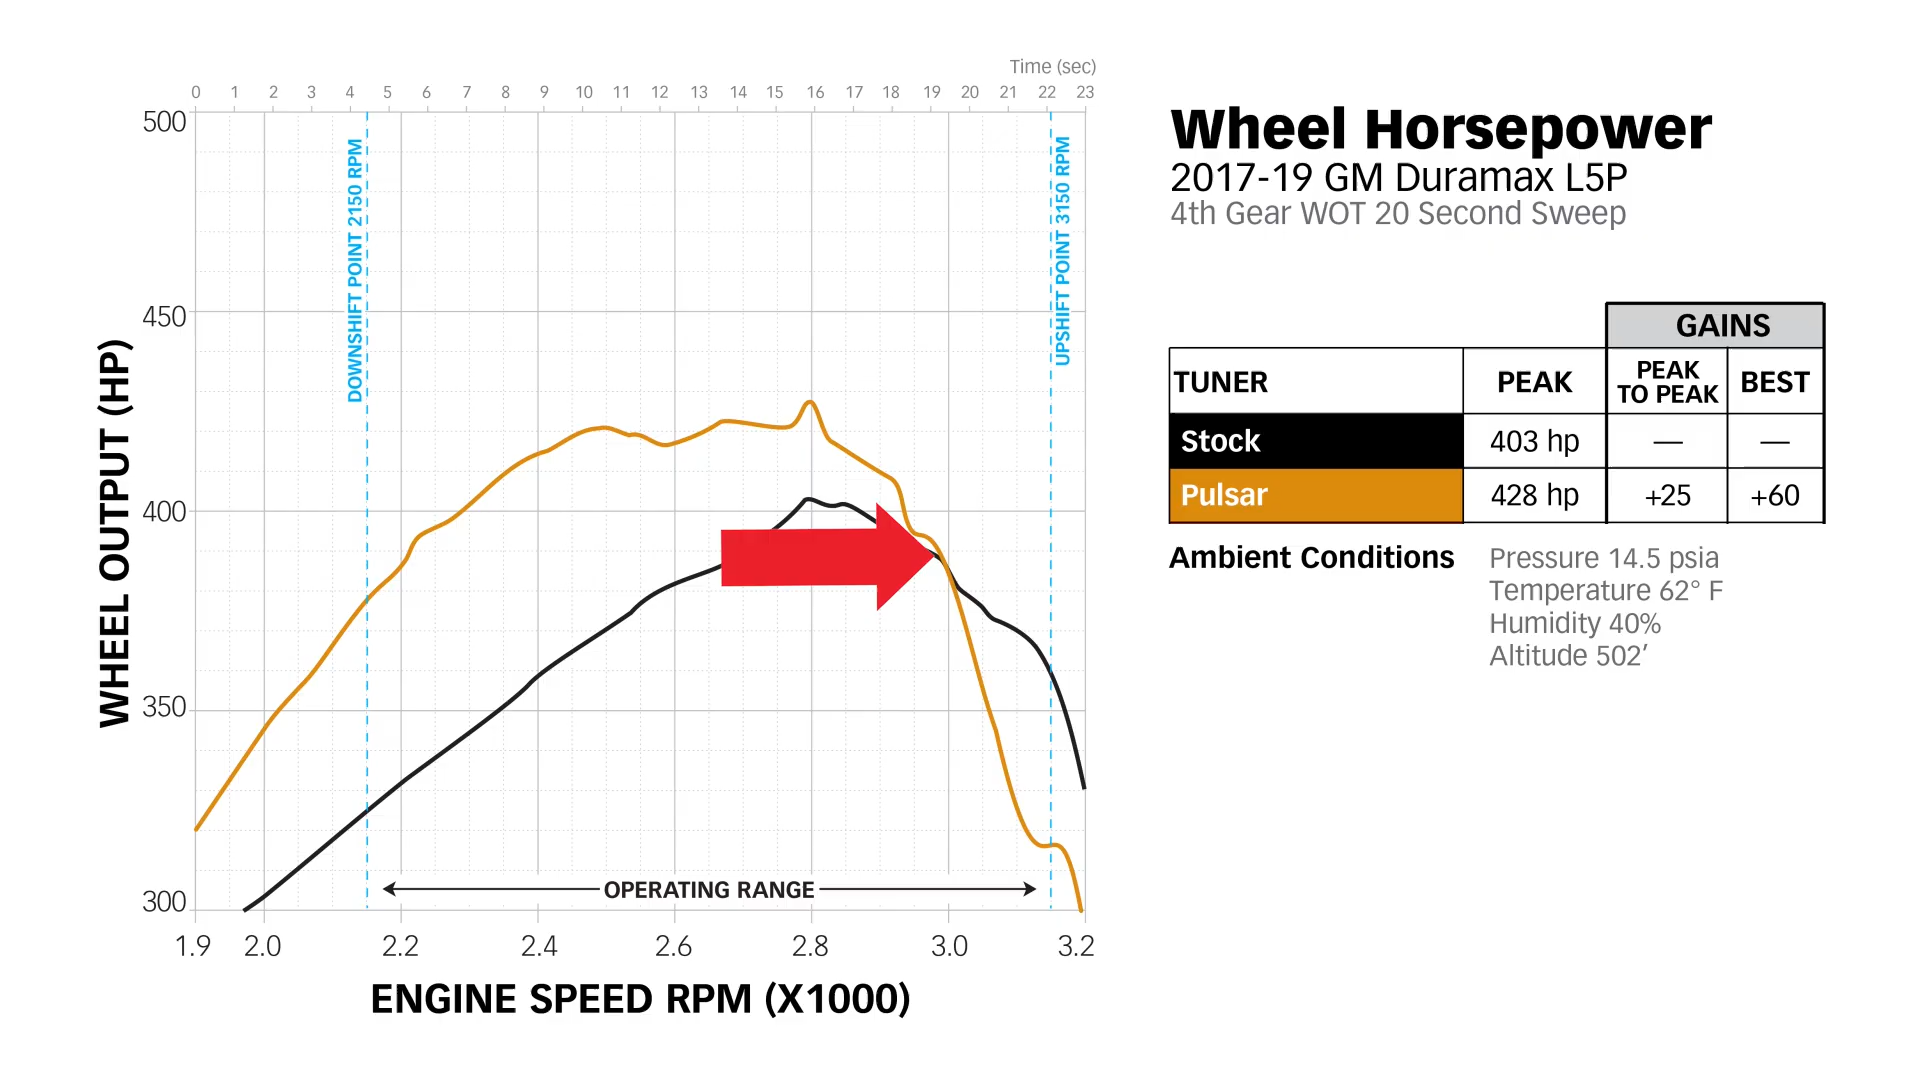 Time (sec)
0 1 2 3 4 5 6 7 8 9 10 11 12 13 14 15 16 17 18 19 20 21 22 23
500
450
400
350
300
WHEEL OUTPUT (HP)
DOWNSHIFT POINT 2150 RPM
UPSHIFT POINT 3150 RPM
OPERATING RANGE
1.9 2.0 2.2 2.4 2.6 2.8 3.0 3.2
ENGINE SPEED RPM (X1000)
Wheel Horsepower
2017-19 GM Duramax L5P
4th Gear WOT 20 Second Sweep
GAINS
TUNER PEAK PEAK TO PEAK BEST
Stock 403 hp — —
Pulsar 428 hp +25 +60
Ambient Conditions Pressure 14.5 psia
Temperature 62° F
Humidity 40%
Altitude 502’